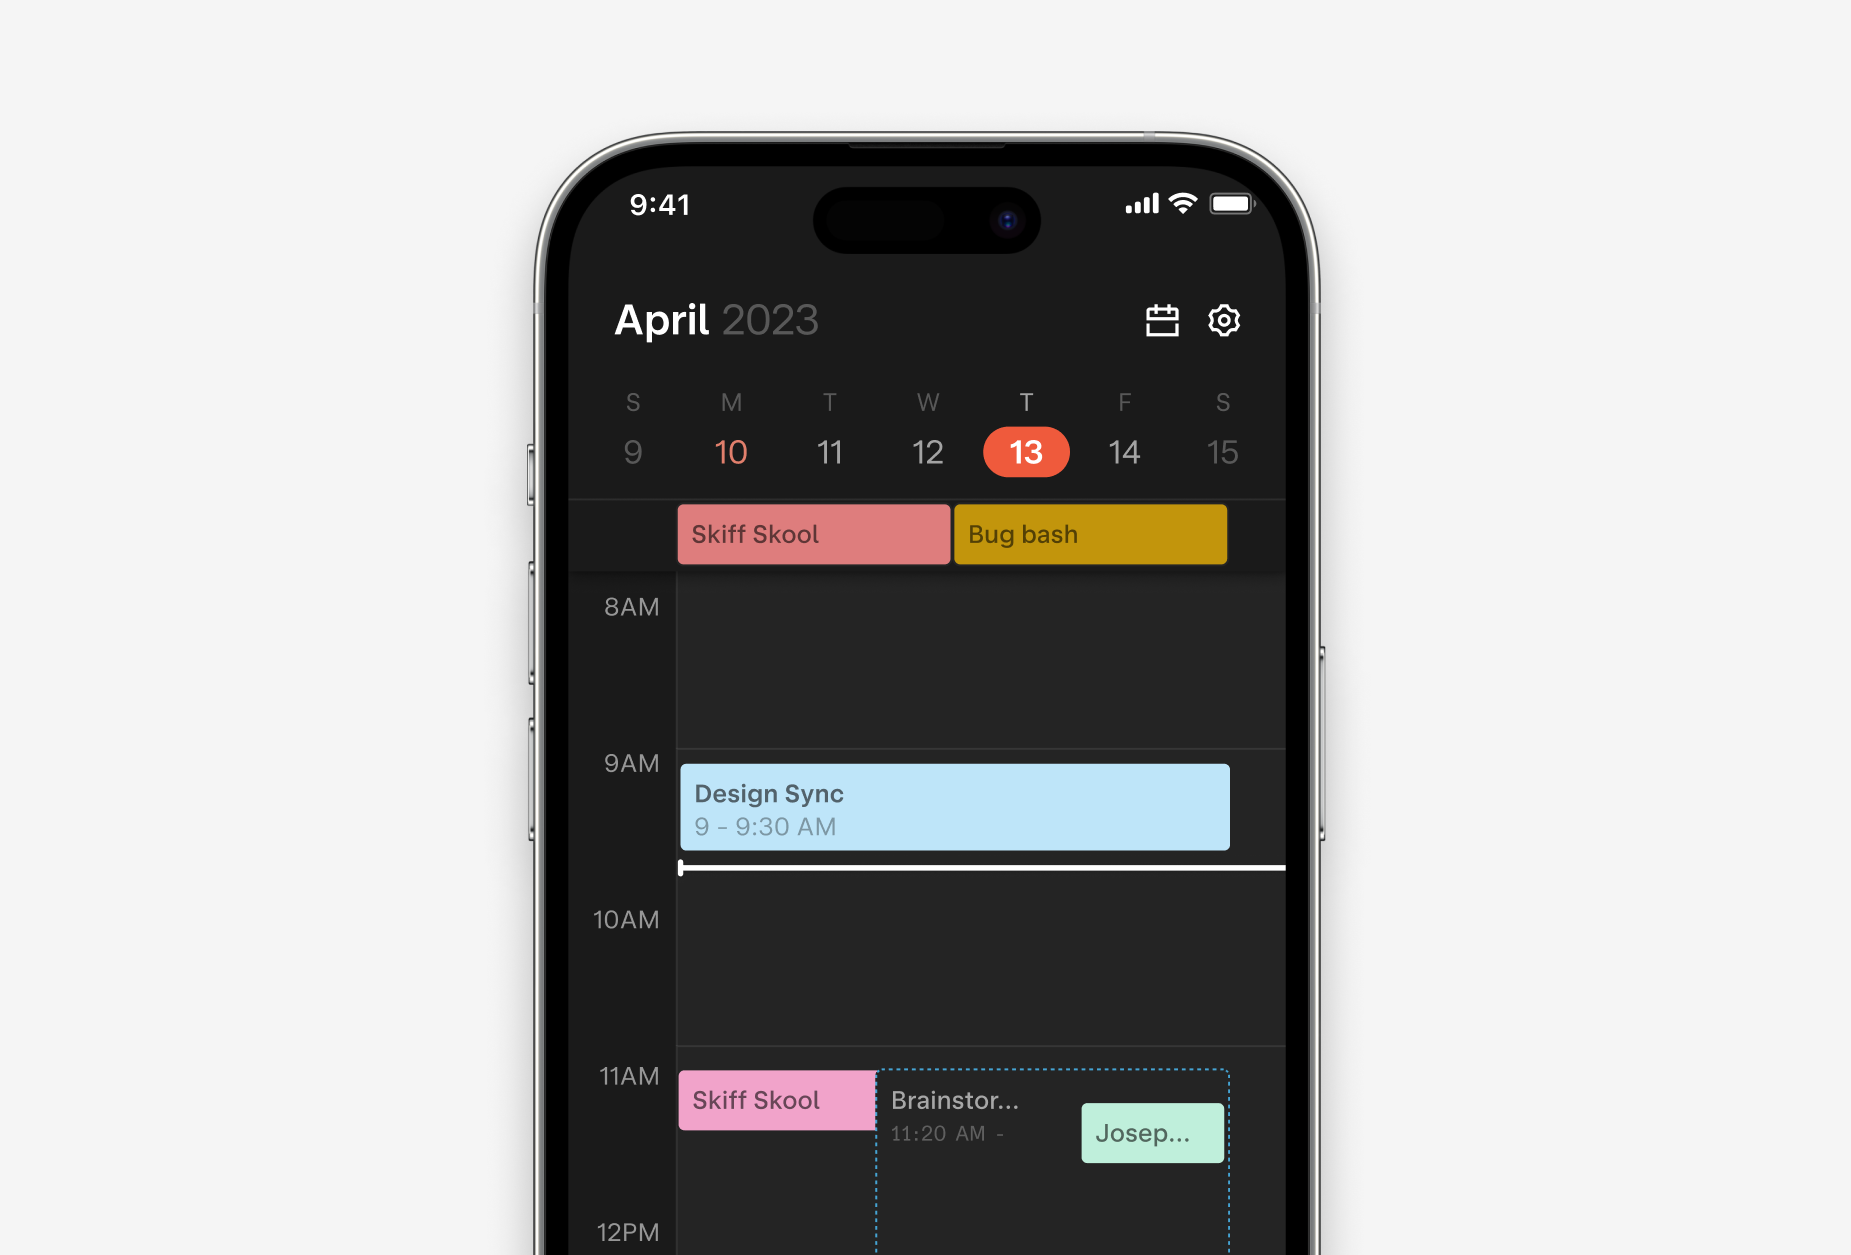 9:41
April 2023
S M T W T F S
9 10 11 12 13 14 15
Skiff Skool Bug bash
8AM
9AM
Design Sync
9 - 9:30 AM
10AM
11AM
Skiff Skool Brainstor...
11:20 AM -
Josep...
12PM